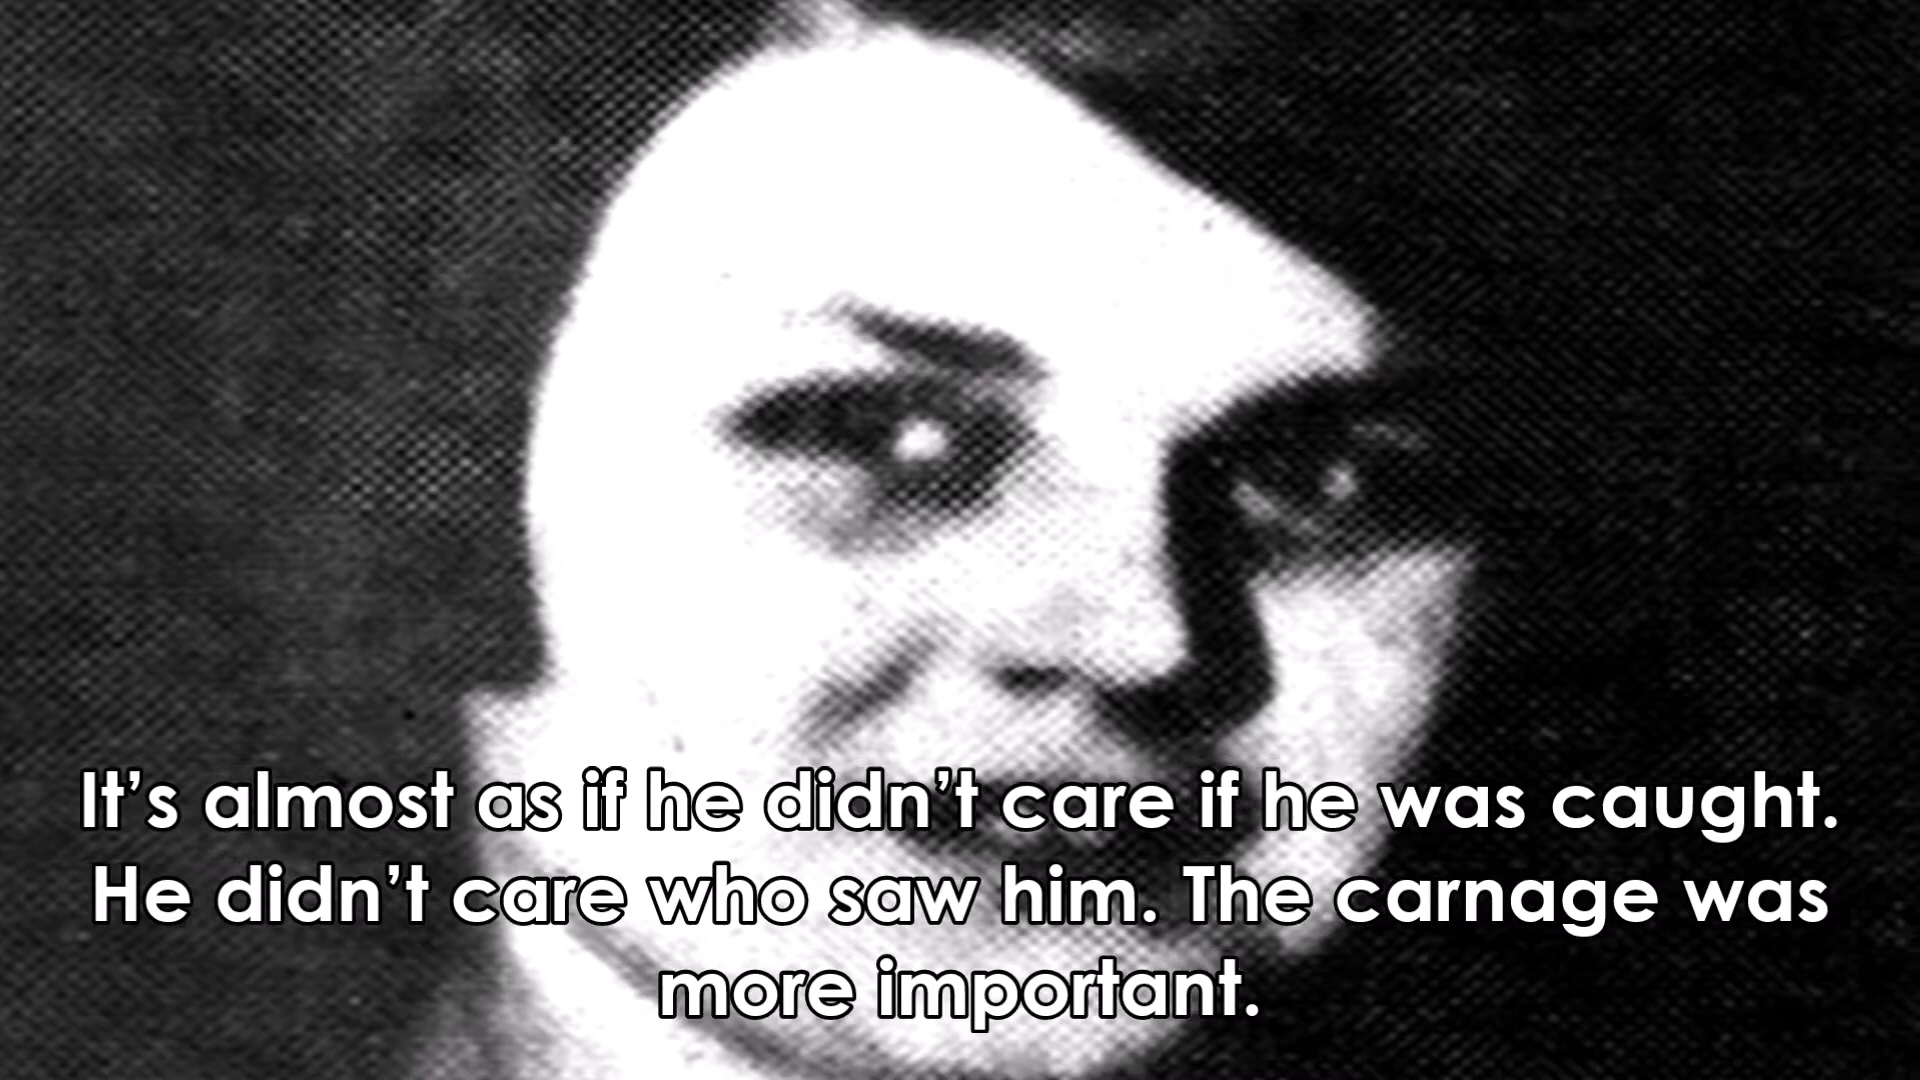 It’s almost as if he didn’t care if he was caught.
He didn’t care who saw him. The carnage was
more important.